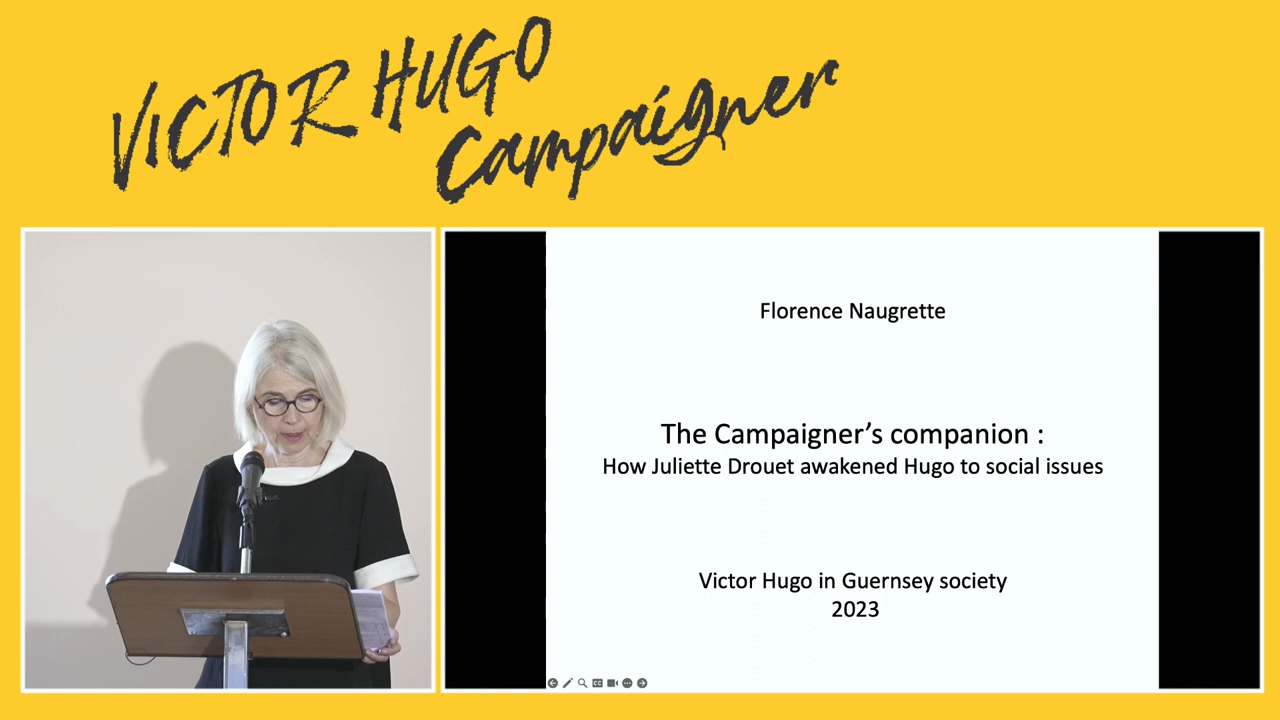 VICTOR HUGO
Campaigner
Florence Naugrette
The Campaigner’s companion :
How Juliette Drouet awakened Hugo to social issues
Victor Hugo in Guernsey society
2023